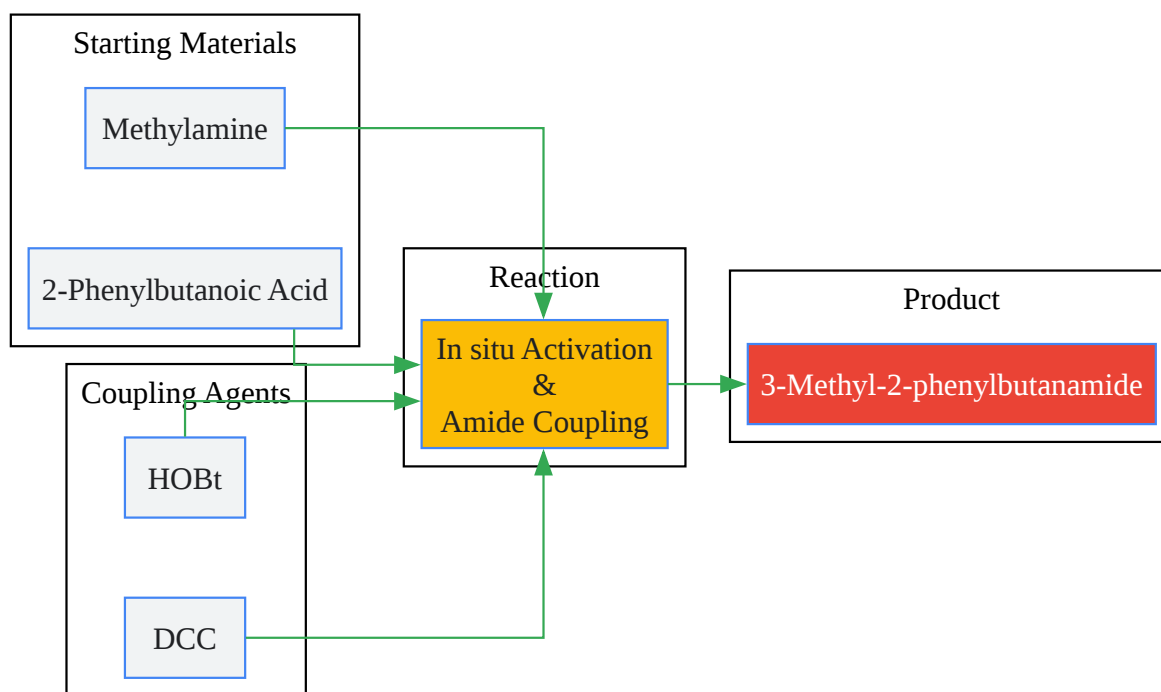 Starting Materials
Methylamine
2-Phenylbutanoic Acid
Coupling Agents
HOBt
DCC
Reaction
In situ Activation
&
Amide Coupling
Product
3-Methyl-2-phenylbutanamide